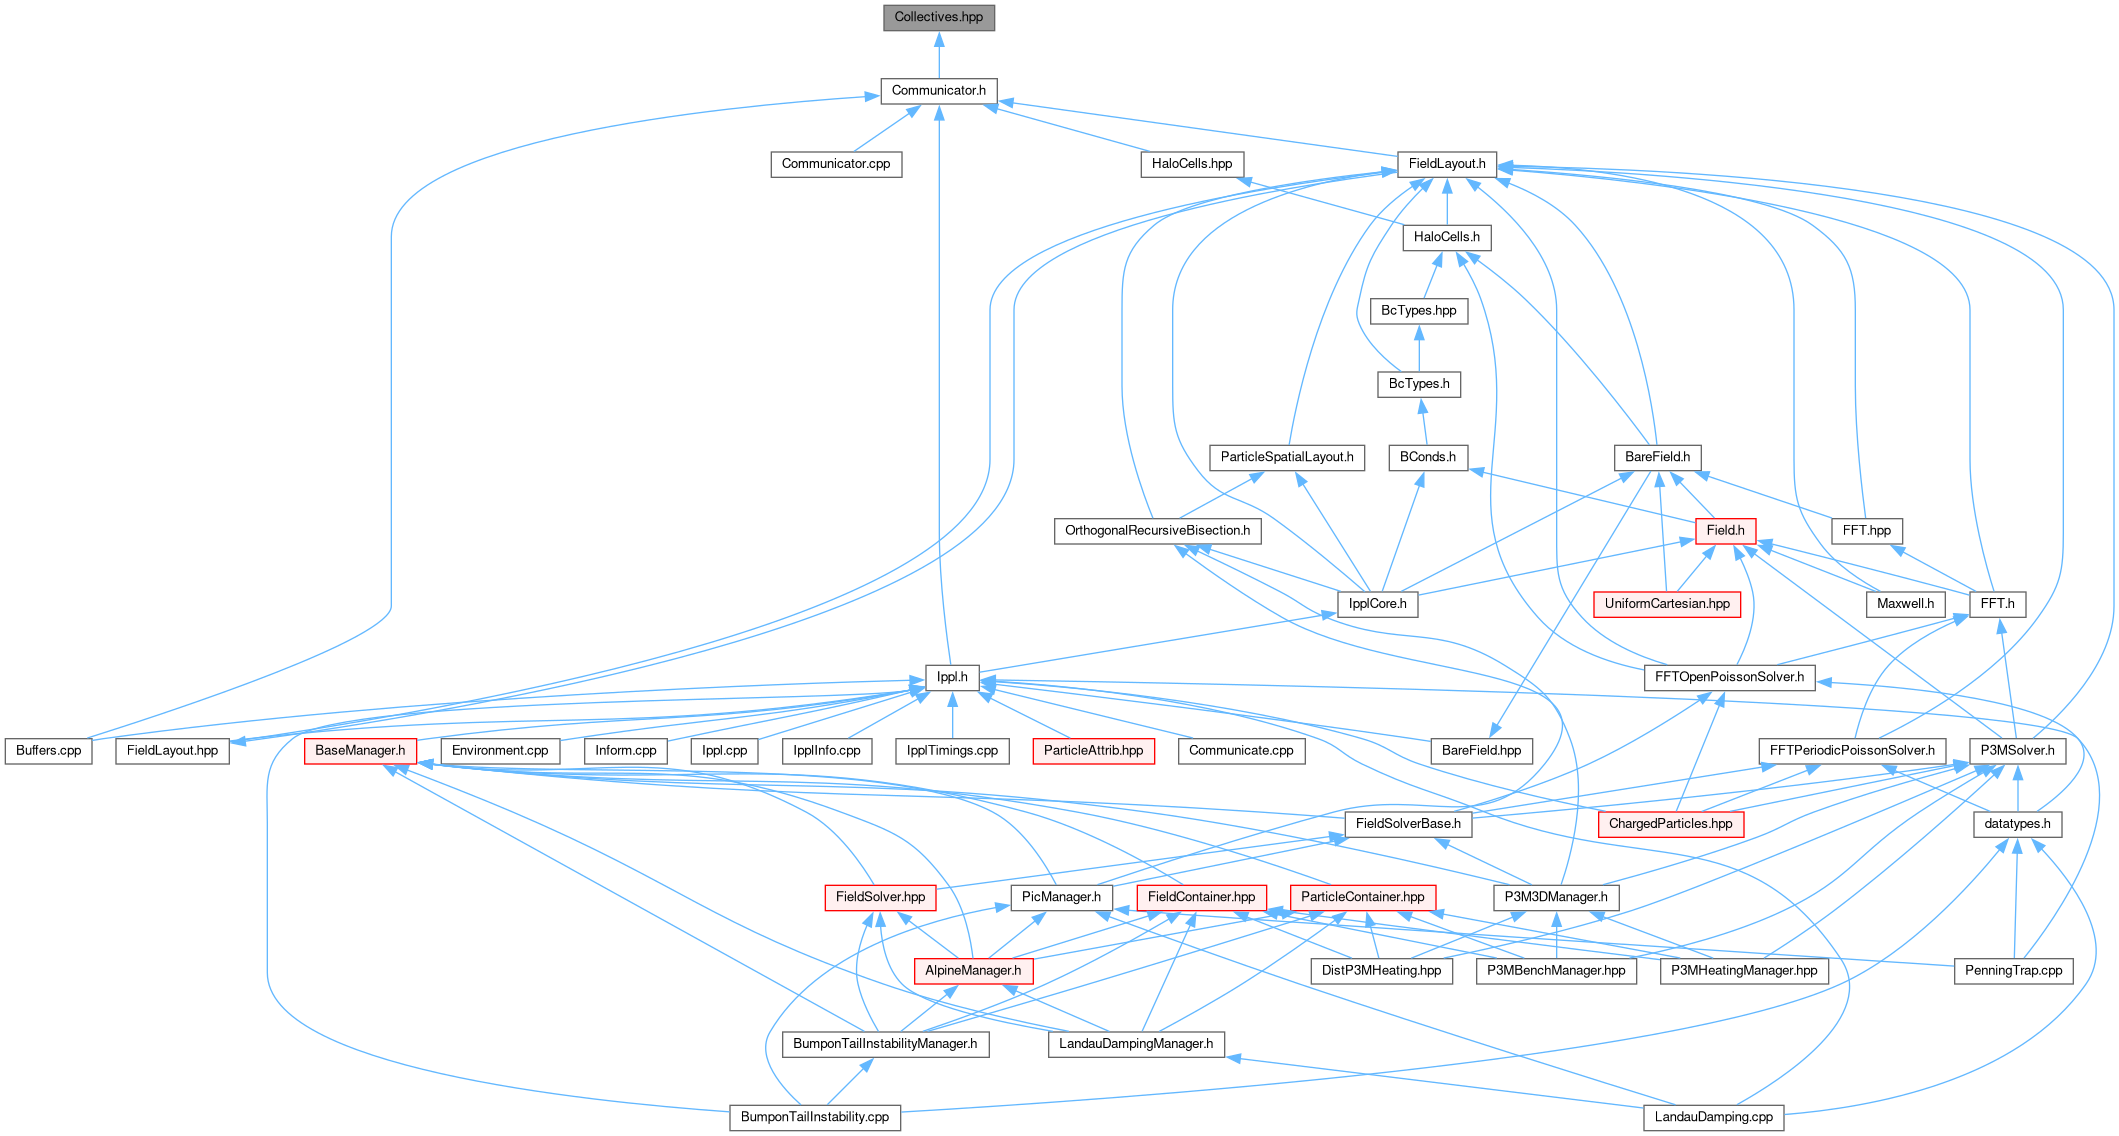 Collectives.hpp
Communicator.h
Communicator.cpp
HaloCells.hpp
FieldLayout.h
HaloCells.h
BcTypes.hpp
BcTypes.h
ParticleSpatialLayout.h
BConds.h
BareField.h
OrthogonalRecursiveBisection.h
Field.h
FFT.hpp
IpplCore.h
UniformCartesian.hpp
Maxwell.h
FFT.h
Ippl.h
FFTOpenPoissonSolver.h
Buffers.cpp
FieldLayout.hpp
BaseManager.h
Environment.cpp
Inform.cpp
Ippl.cpp
IpplInfo.cpp
IpplTimings.cpp
ParticleAttrib.hpp
Communicate.cpp
BareField.hpp
FFTPeriodicPoissonSolver.h
P3MSolver.h
FieldSolverBase.h
ChargedParticles.hpp
datatypes.h
FieldSolver.hpp
PicManager.h
FieldContainer.hpp
ParticleContainer.hpp
P3M3DManager.h
AlpineManager.h
DistP3MHeating.hpp
P3MBenchManager.hpp
P3MHeatingManager.hpp
PenningTrap.cpp
BumponTailInstabilityManager.h
LandauDampingManager.h
BumponTailInstability.cpp
LandauDamping.cpp